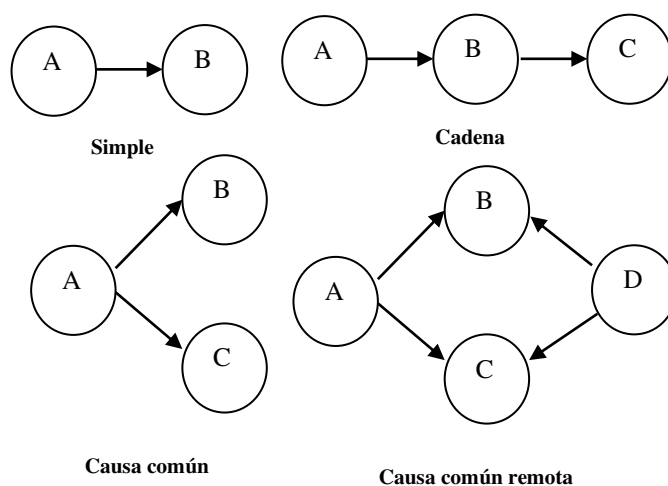 A B
Simple
A B C
Cadena
A B C
Causa común
A B C D
Causa común remota